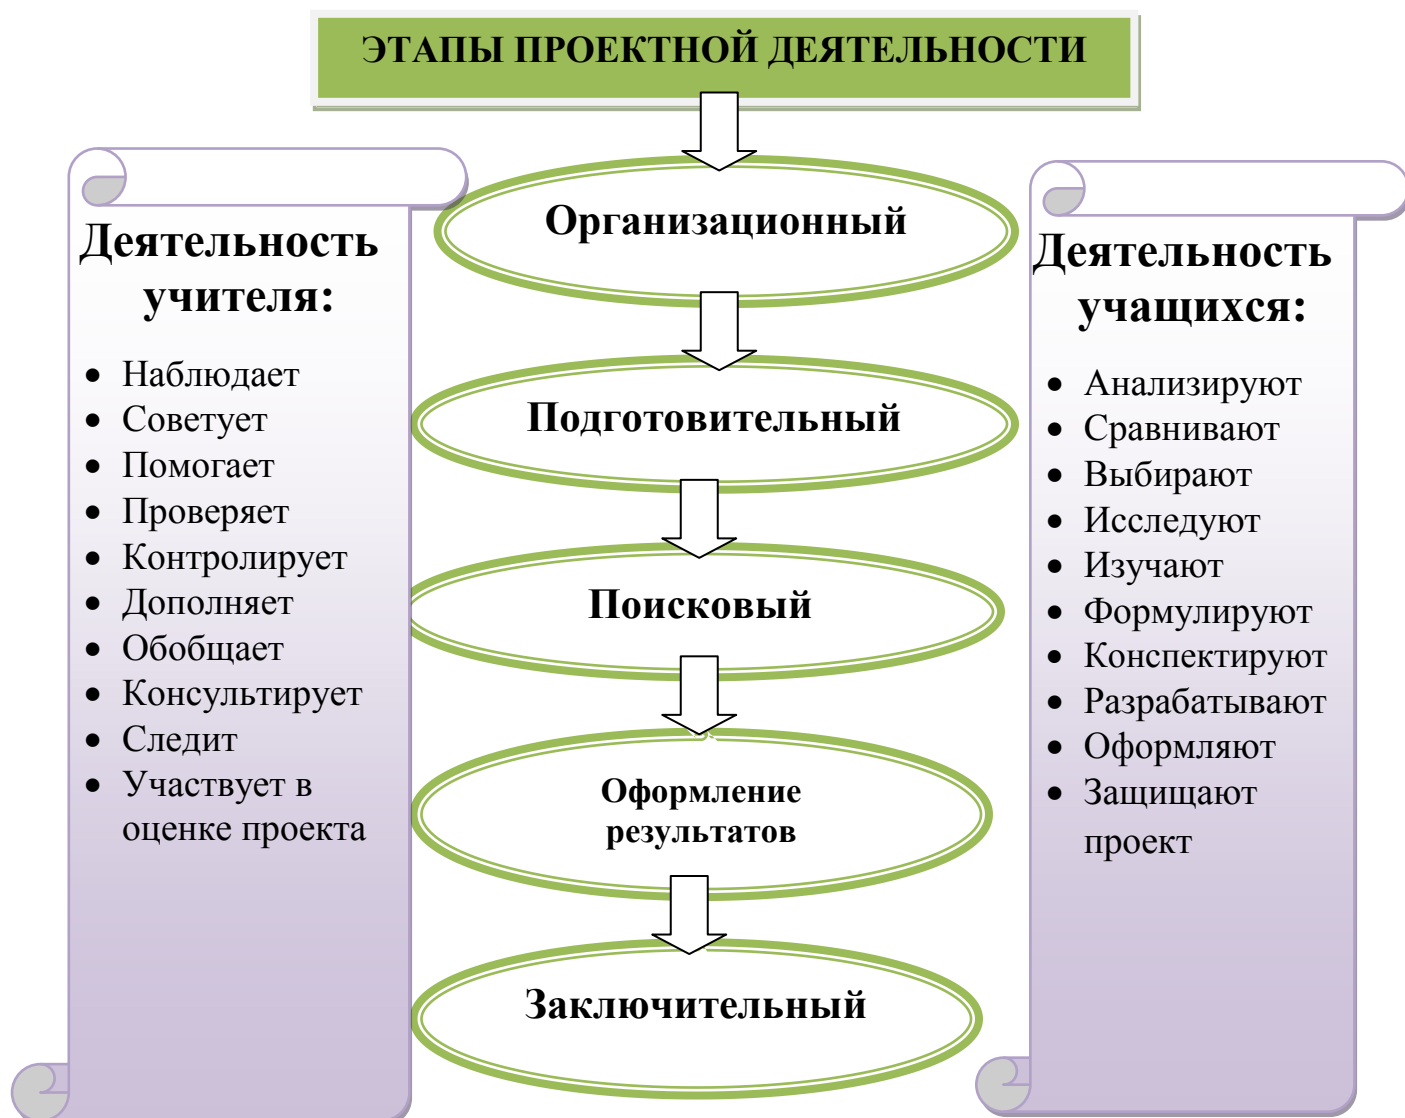 ЭТАПЫ ПРОЕКТНОЙ ДЕЯТЕЛЬНОСТИ
Деятельность
учителя:
• Наблюдает
• Советует
• Помогает
• Проверяет
• Контролирует
• Дополняет
• Обобщает
• Консультирует
• Следит
• Участвует в
оценке проекта
Организационный
Подготовительный
Поисковый
Оформление
результатов
Заключительный
Деятельность
учащихся:
• Анализируют
• Сравнивают
• Выбирают
• Исследуют
• Изучают
• Формулируют
• Конспектируют
• Разрабатывают
• Оформляют
• Защищают
проект